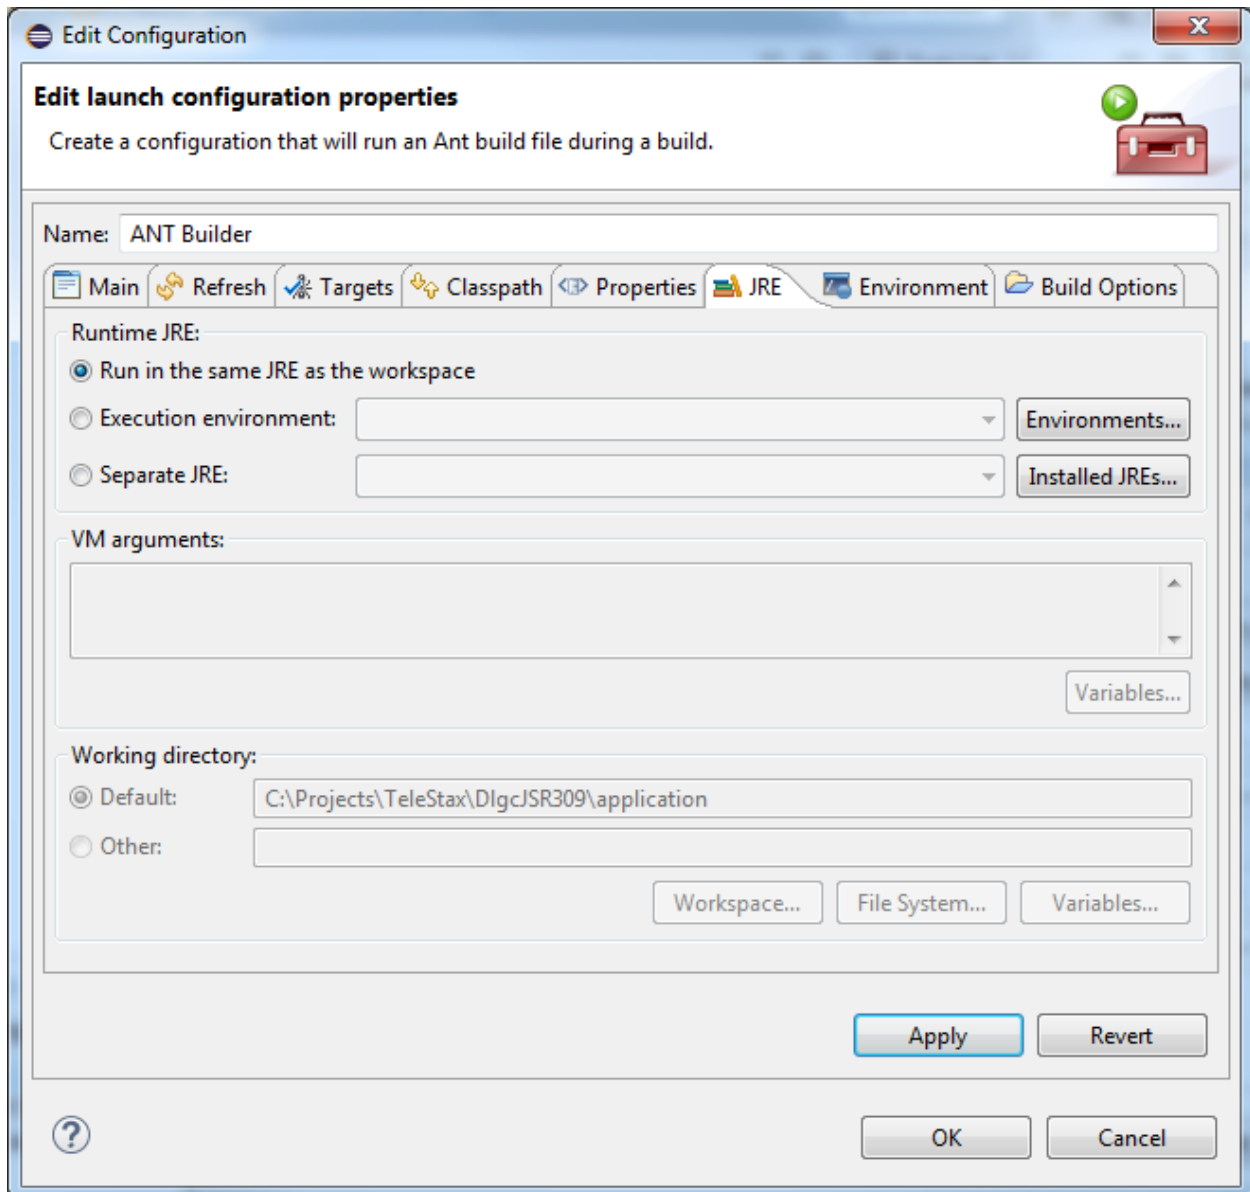 Edit Configuration
X
Edit launch configuration properties
Create a configuration that will run an Ant build file during a build.
Name: ANT Builder
Main Refresh Targets Classpath Properties JRE Environment Build Options
Runtime JRE:
Run in the same JRE as the workspace
Execution environment: Environments...
Separate JRE: Installed JREs...
VM arguments:
Variables...
Working directory:
Default: C:\Projects\TeleStax\DlgcJSR309\application
Other:
Workspace... File System... Variables...
Apply Revert
? OK Cancel